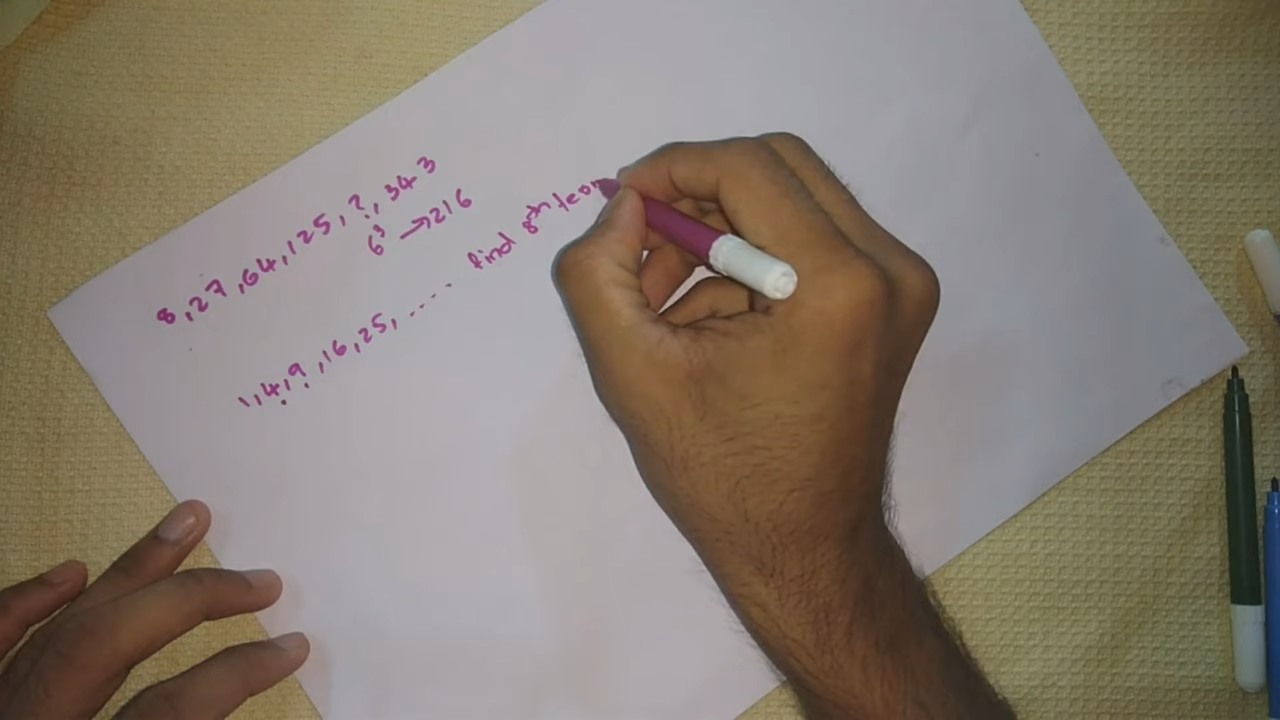 8,27,64,125,?,343
6³ →216
1,4,9,16,25,.... find 8th term